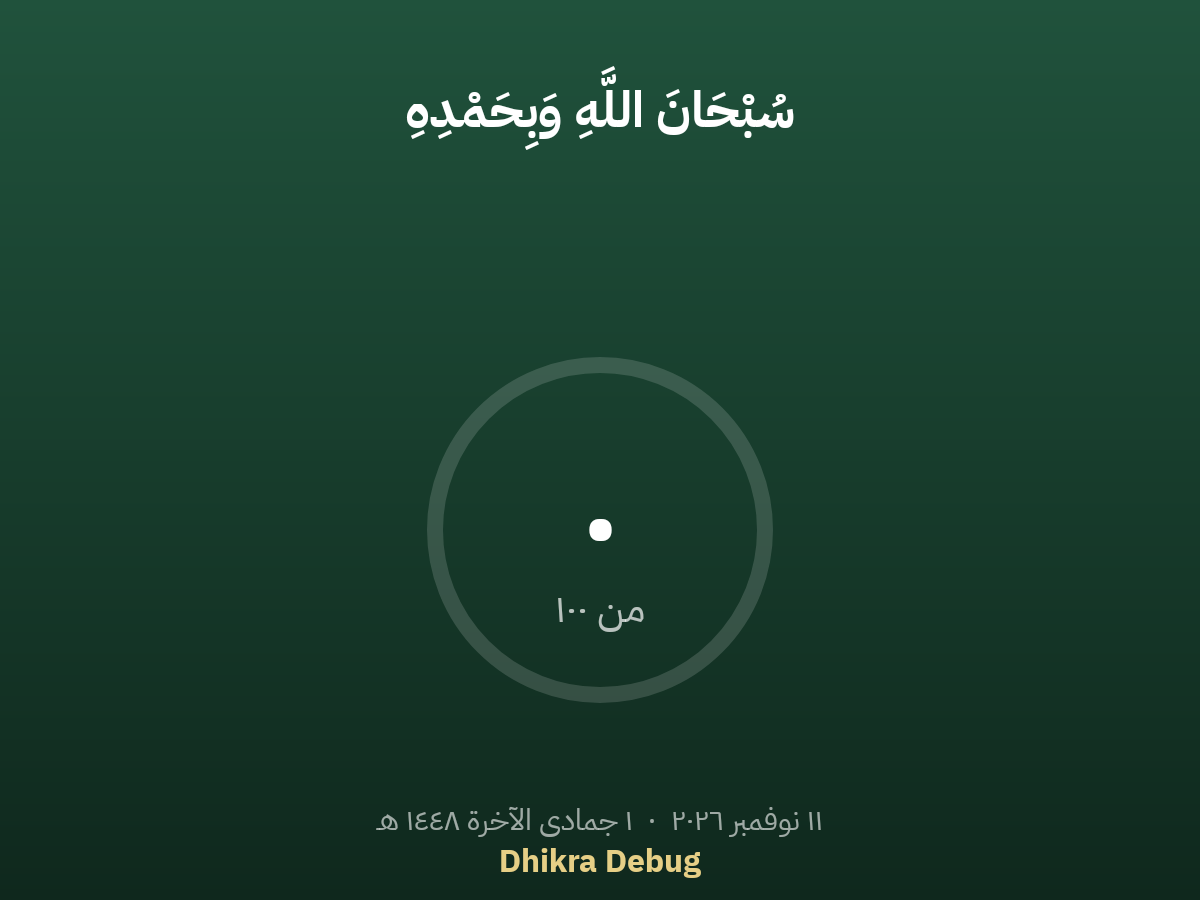 سُبْحَانَ اللَّهِ وَبِحَمْدِهِ
٠
من ١٠٠
١١ نوفمبر ٢٠٢٦ · ١ جمادى الآخرة ١٤٤٨ هـ
Dhikra Debug